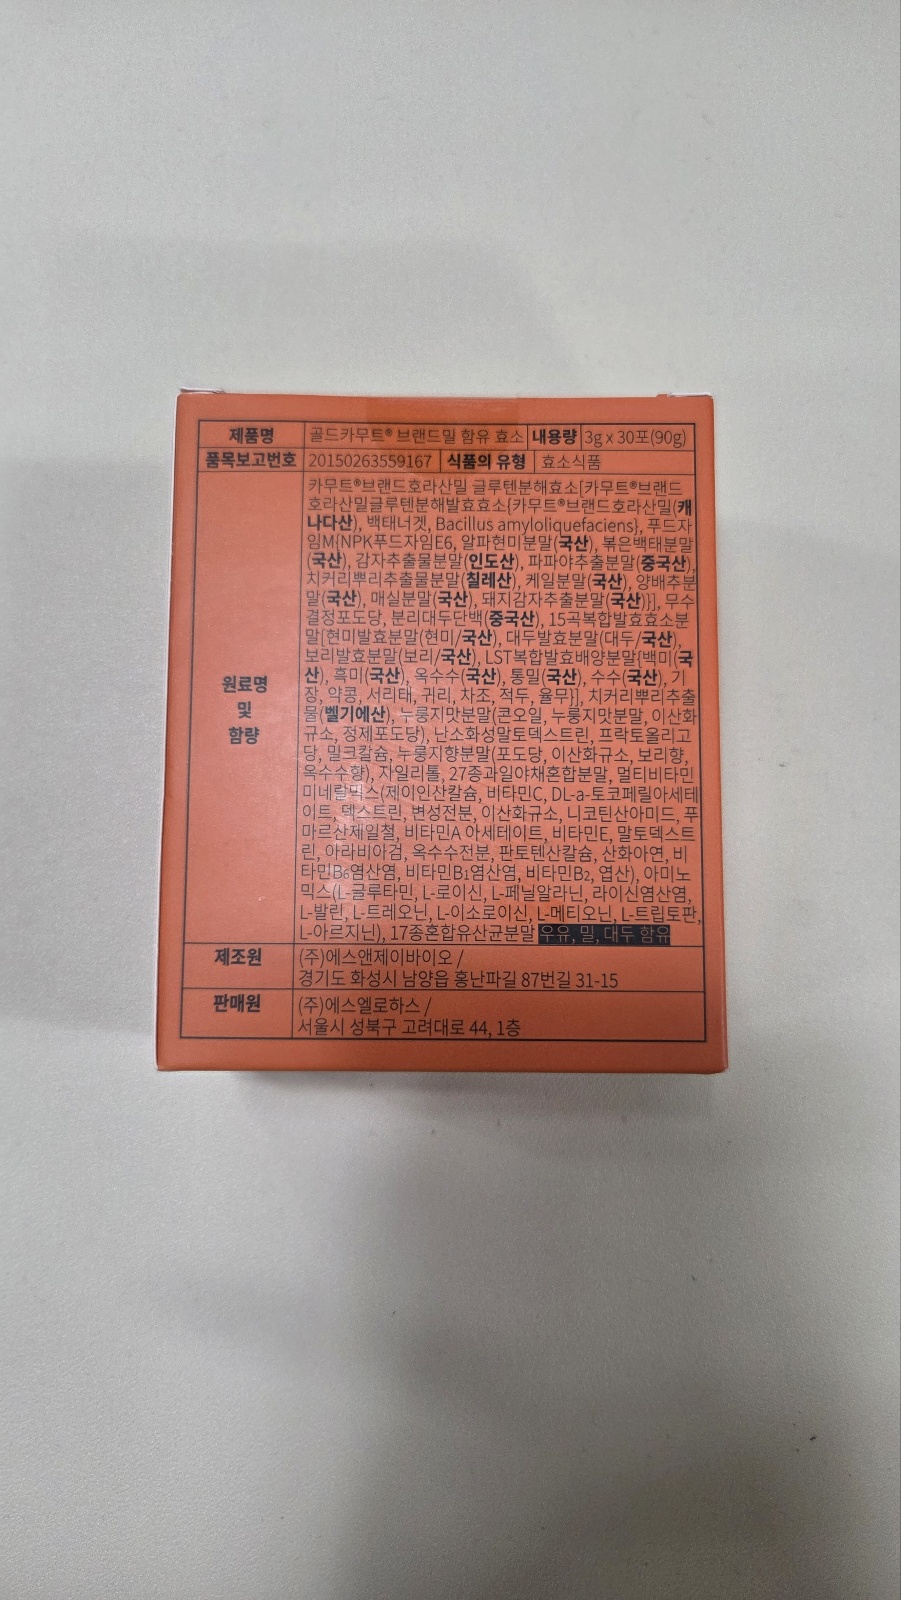 제품명 골드카무트® 브랜드밀 함유 효소 내용량 3g x 30포(90g)
품목보고번호 20150263559167 식품의 유형 효소식품
원료명 및 함량
카무트®브랜드호라산밀 글루텐분해효소[카무트®브랜드
호라산밀글루텐분해발효효소{카무트®브랜드호라산밀(캐
나다산), 백태너겟, Bacillus amyloliquefaciens}, 푸드자
임M{NPK푸드자임E6, 알파현미분말(국산), 볶은백태분말
(국산), 감자추출물분말(인도산), 파파야추출분말(중국산),
치커리뿌리추출물분말(칠레산), 케일분말(국산), 양배추분
말(국산), 매실분말(국산), 돼지감자추출분말(국산)}], 무수
결정포도당, 분리대두단백(중국산), 15곡복합발효효소분
말[현미발효분말(현미/국산), 대두발효분말(대두/국산),
보리발효분말(보리/국산), LST복합발효배양분말{백미(국
산), 흑미(국산), 옥수수(국산), 통밀(국산), 수수(국산), 기
장, 약콩, 서리태, 귀리, 차조, 적두, 율무}], 치커리뿌리추출
물(벨기에산), 누룽지맛분말(콘오일, 누룽지맛분말, 이산화
규소, 정제포도당), 난소화성말토덱스트린, 프락토올리고
당, 밀크칼슘, 누룽지향분말(포도당, 이산화규소, 보리향,
옥수수향), 자일리톨, 27종과일야채혼합분말, 멀티비타민
미네랄믹스(제이인산칼슘, 비타민C, DL-a-토코페릴아세테
이트, 덱스트린, 변성전분, 이산화규소, 니코틴산아미드, 푸
마르산제일철, 비타민A 아세테이트, 비타민E, 말토덱스트
린, 아라비아검, 옥수수전분, 판토텐산칼슘, 산화아연, 비
타민B₆염산염, 비타민B₁염산염, 비타민B₂, 엽산), 아미노
믹스(L-글루타민, L-로이신, L-페닐알라닌, 라이신염산염,
L-발린, L-트레오닌, L-이소로이신, L-메티오닌, L-트립토판,
L-아르지닌), 17종혼합유산균분말 우유, 밀, 대두 함유
제조원 (주)에스앤제이바이오 /
경기도 화성시 남양읍 홍난파길 87번길 31-15
판매원 (주)에스엘로하스 /
서울시 성북구 고려대로 44, 1층